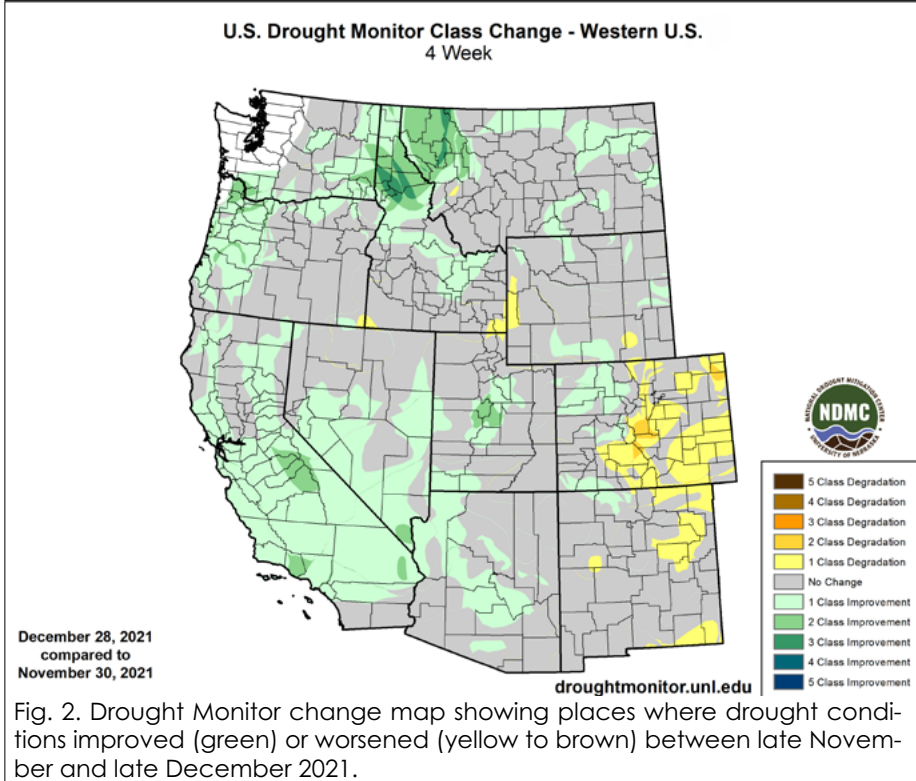 U.S. Drought Monitor Class Change - Western U.S.
4 Week
NATIONAL DROUGHT MITIGATION CENTER
NDMC
UNIVERSITY OF NEBRASKA
5 Class Degradation
4 Class Degradation
3 Class Degradation
2 Class Degradation
1 Class Degradation
No Change
1 Class Improvement
2 Class Improvement
3 Class Improvement
4 Class Improvement
5 Class Improvement
December 28, 2021
compared to
November 30, 2021
droughtmonitor.unl.edu
Fig. 2. Drought Monitor change map showing places where drought condi-
tions improved (green) or worsened (yellow to brown) between late Novem-
ber and late December 2021.